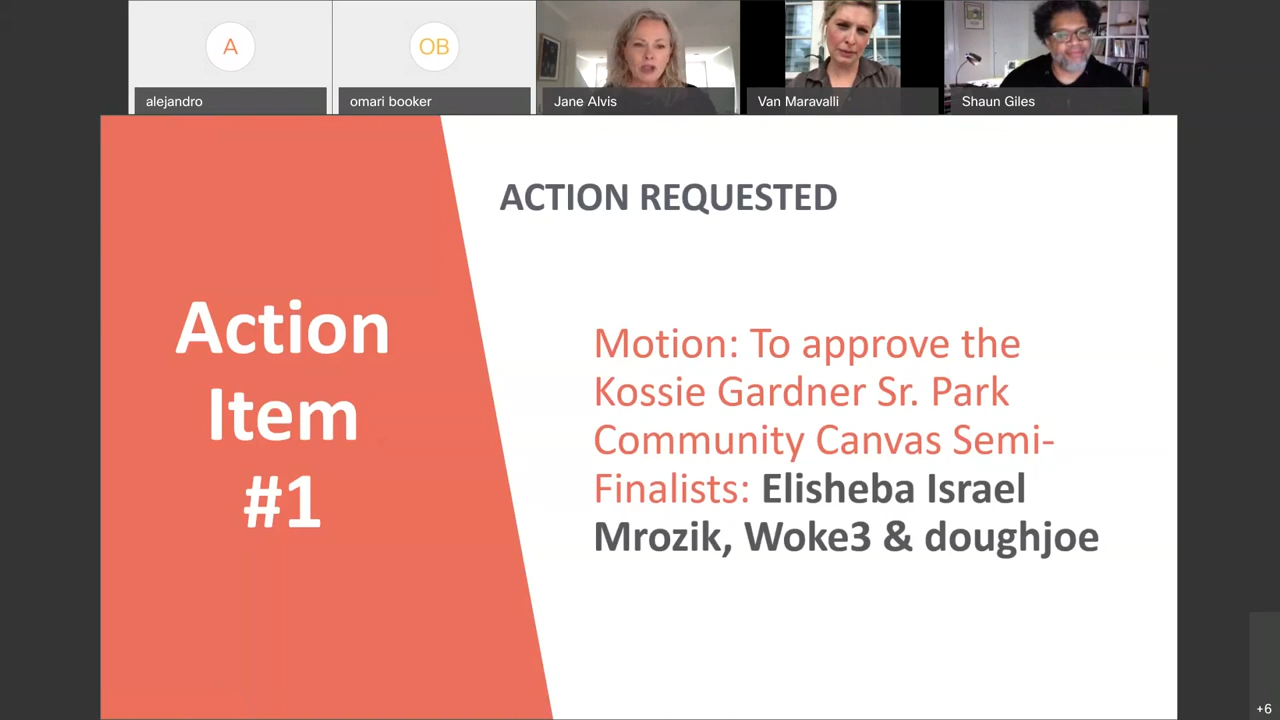 A
OB
alejandro
omari booker
Jane Alvis
Van Maravalli
Shaun Giles
ACTION REQUESTED
Action
Item
#1
Motion: To approve the
Kossie Gardner Sr. Park
Community Canvas Semi-
Finalists: Elisheba Israel
Mrozik, Woke3 & doughjoe
+6